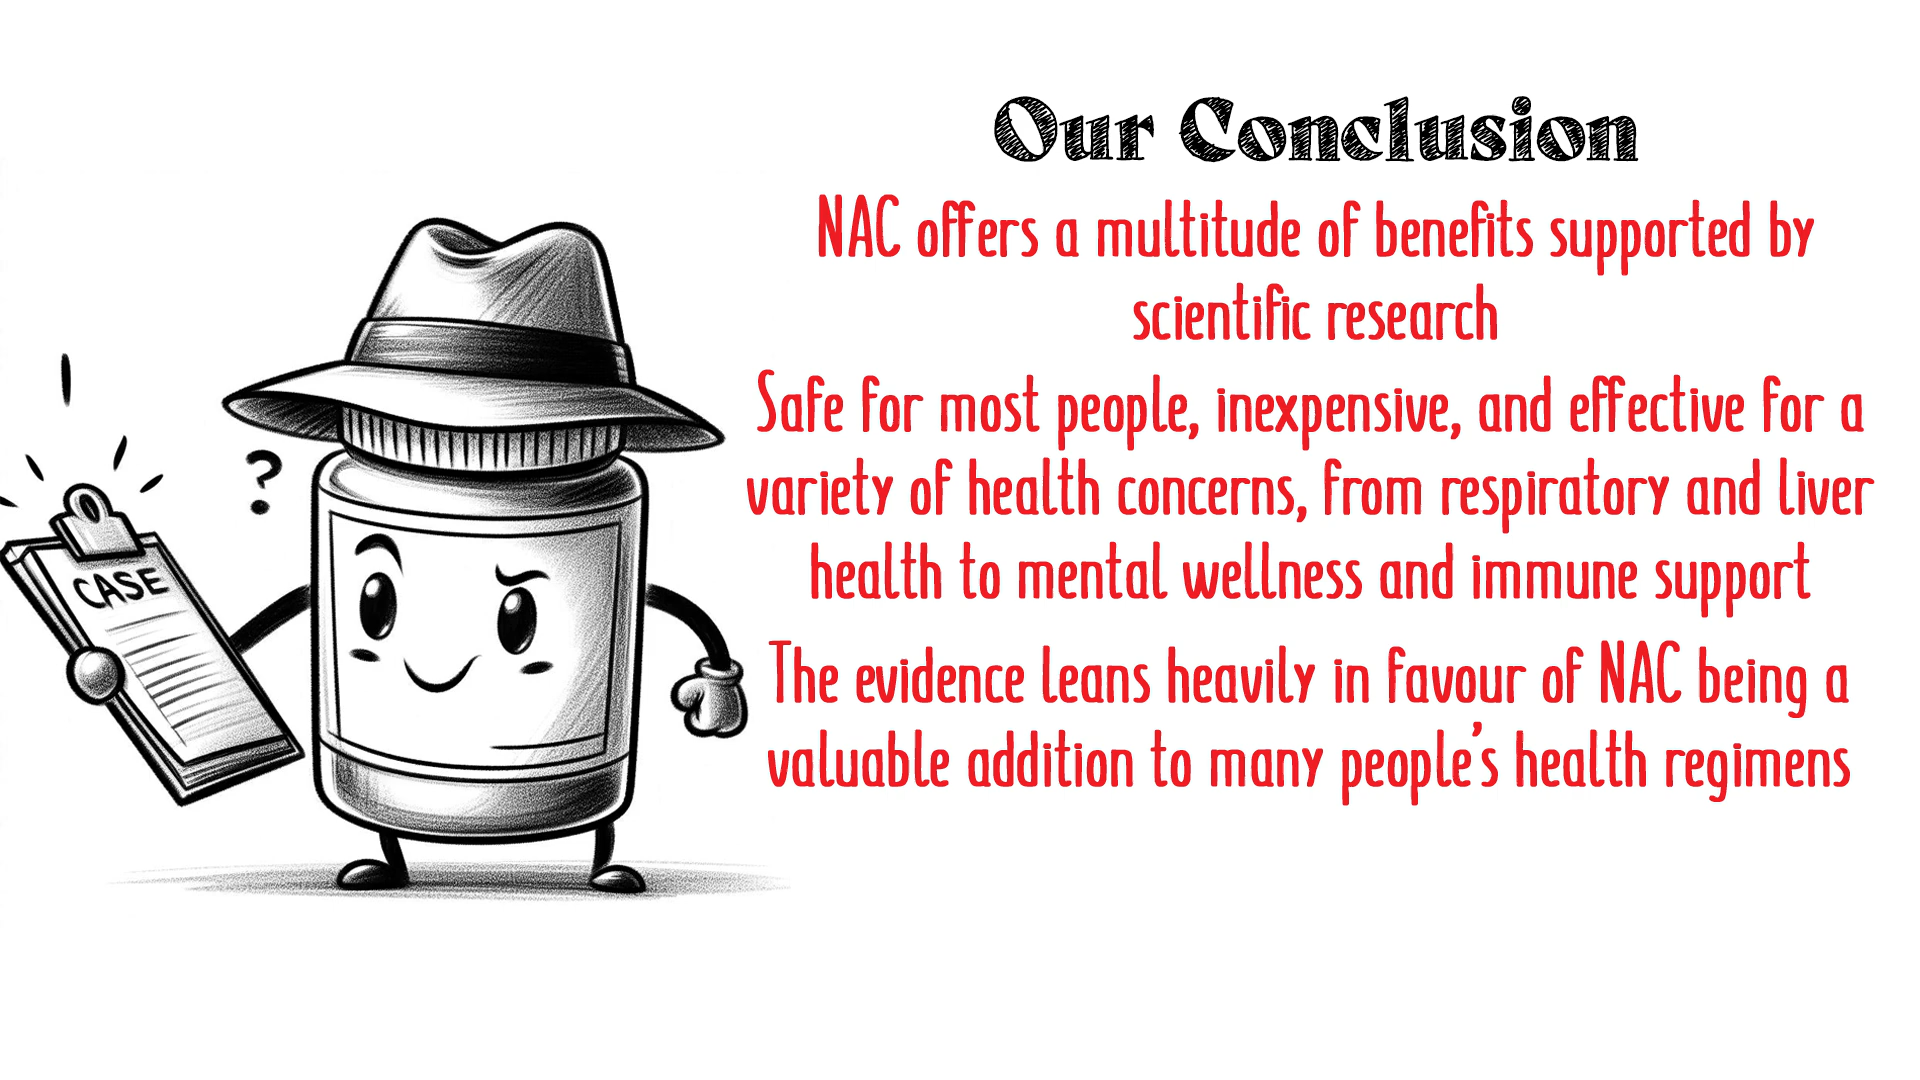 Our Conclusion
NAC offers a multitude of benefits supported by
scientific research
Safe for most people, inexpensive, and effective for a
variety of health concerns, from respiratory and liver
health to mental wellness and immune support
The evidence leans heavily in favour of NAC being a
valuable addition to many people's health regimens
?
CASE